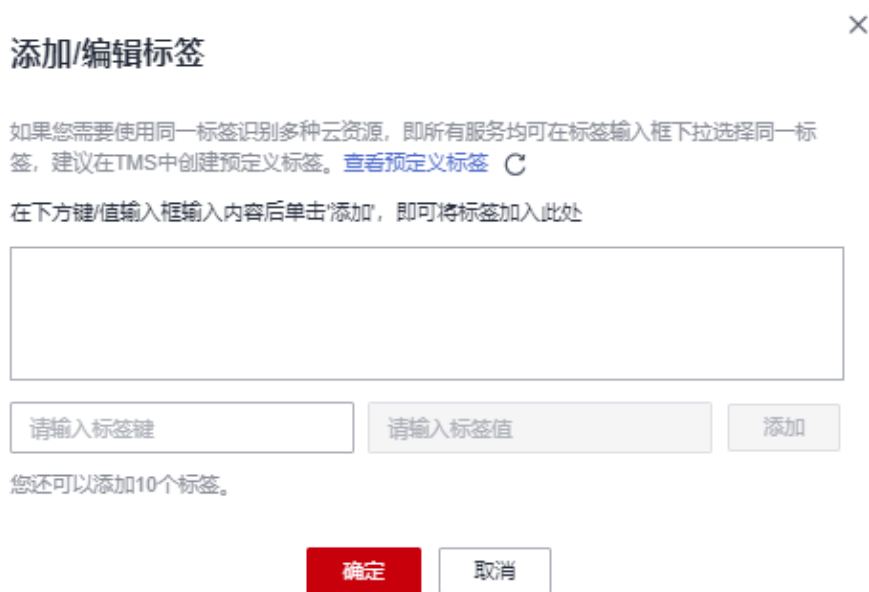 添加/编辑标签
如果您需要使用同一标签识别多种云资源，即所有服务均可在标签输入框下拉选择同一标
签，建议在TMS中创建预定义标签。查看预定义标签
在下方键/值输入框输入内容后单击'添加'，即可将标签加入此处
请输入标签键 请输入标签值 添加
您还可以添加10个标签。
确定 取消